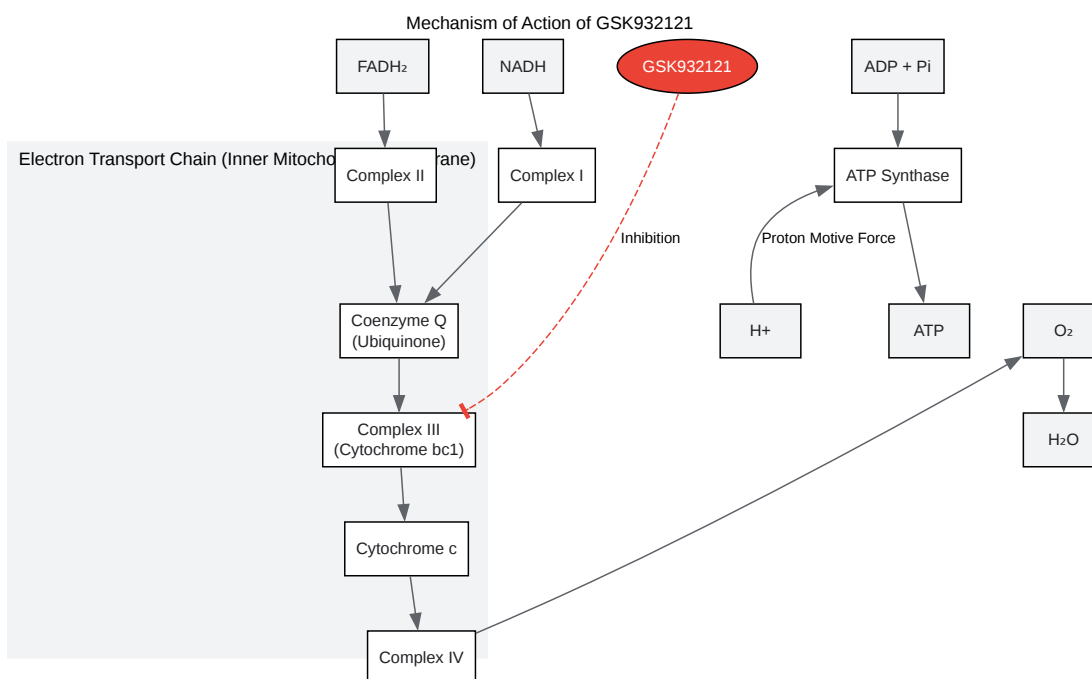 Mechanism of Action of GSK932121
FADH₂
NADH
GSK932121
ADP + Pi
Electron Transport Chain (Inner Mitocho rane)
Complex II
Complex I
ATP Synthase
Inhibition
Proton Motive Force
Coenzyme Q
(Ubiquinone)
H+
ATP
O₂
Complex III
(Cytochrome bc1)
H₂O
Cytochrome c
Complex IV